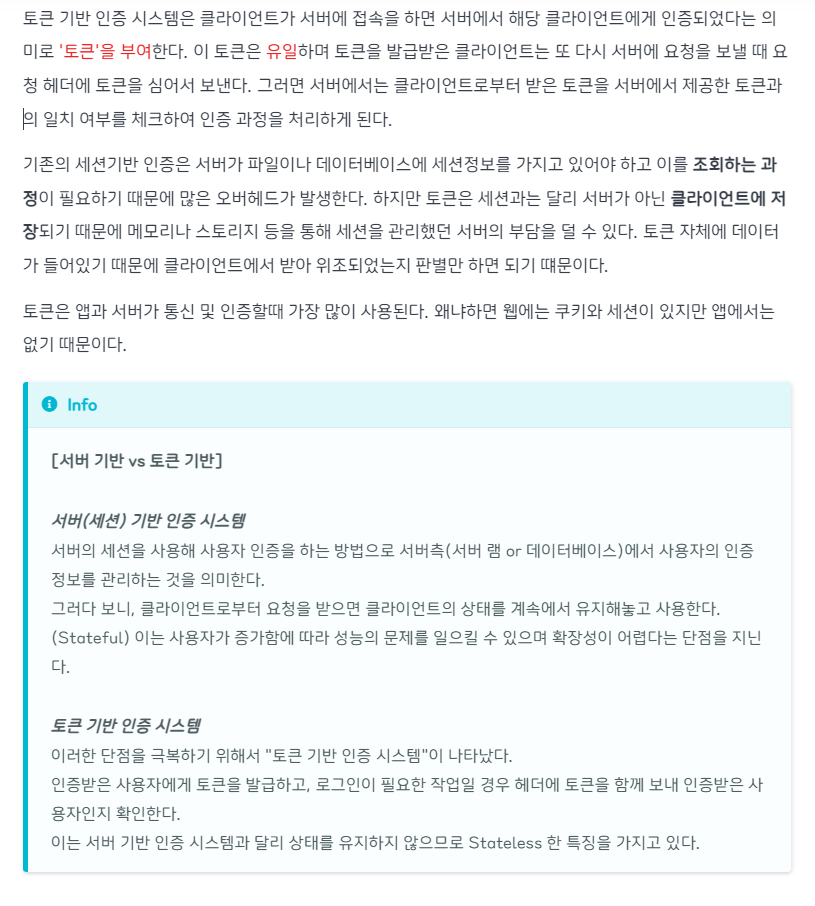 토큰 기반 인증 시스템은 클라이언트가 서버에 접속을 하면 서버에서 해당 클라이언트에게 인증되었다는 의
미로 '토큰'을 부여한다. 이 토큰은 유일하며 토큰을 발급받은 클라이언트는 또 다시 서버에 요청을 보낼 때 요
청 헤더에 토큰을 심어서 보낸다. 그러면 서버에서는 클라이언트로부터 받은 토큰을 서버에서 제공한 토큰과
의 일치 여부를 체크하여 인증 과정을 처리하게 된다.
기존의 세션기반 인증은 서버가 파일이나 데이터베이스에 세션정보를 가지고 있어야 하고 이를 조회하는 과
정이 필요하기 때문에 많은 오버헤드가 발생한다. 하지만 토큰은 세션과는 달리 서버가 아닌 클라이언트에 저
장되기 때문에 메모리나 스토리지 등을 통해 세션을 관리했던 서버의 부담을 덜 수 있다. 토큰 자체에 데이터
가 들어있기 때문에 클라이언트에서 받아 위조되었는지 판별만 하면 되기 떄문이다.
토큰은 앱과 서버가 통신 및 인증할때 가장 많이 사용된다. 왜냐하면 웹에는 쿠키와 세션이 있지만 앱에서는
없기 때문이다.
Info
[서버 기반 vs 토큰 기반]
서버(세션) 기반 인증 시스템
서버의 세션을 사용해 사용자 인증을 하는 방법으로 서버측(서버 램 or 데이터베이스)에서 사용자의 인증
정보를 관리하는 것을 의미한다.
그러다 보니, 클라이언트로부터 요청을 받으면 클라이언트의 상태를 계속에서 유지해놓고 사용한다.
(Stateful) 이는 사용자가 증가함에 따라 성능의 문제를 일으킬 수 있으며 확장성이 어렵다는 단점을 지닌
다.
토큰 기반 인증 시스템
이러한 단점을 극복하기 위해서 "토큰 기반 인증 시스템"이 나타났다.
인증받은 사용자에게 토큰을 발급하고, 로그인이 필요한 작업일 경우 헤더에 토큰을 함께 보내 인증받은 사
용자인지 확인한다.
이는 서버 기반 인증 시스템과 달리 상태를 유지하지 않으므로 Stateless 한 특징을 가지고 있다.